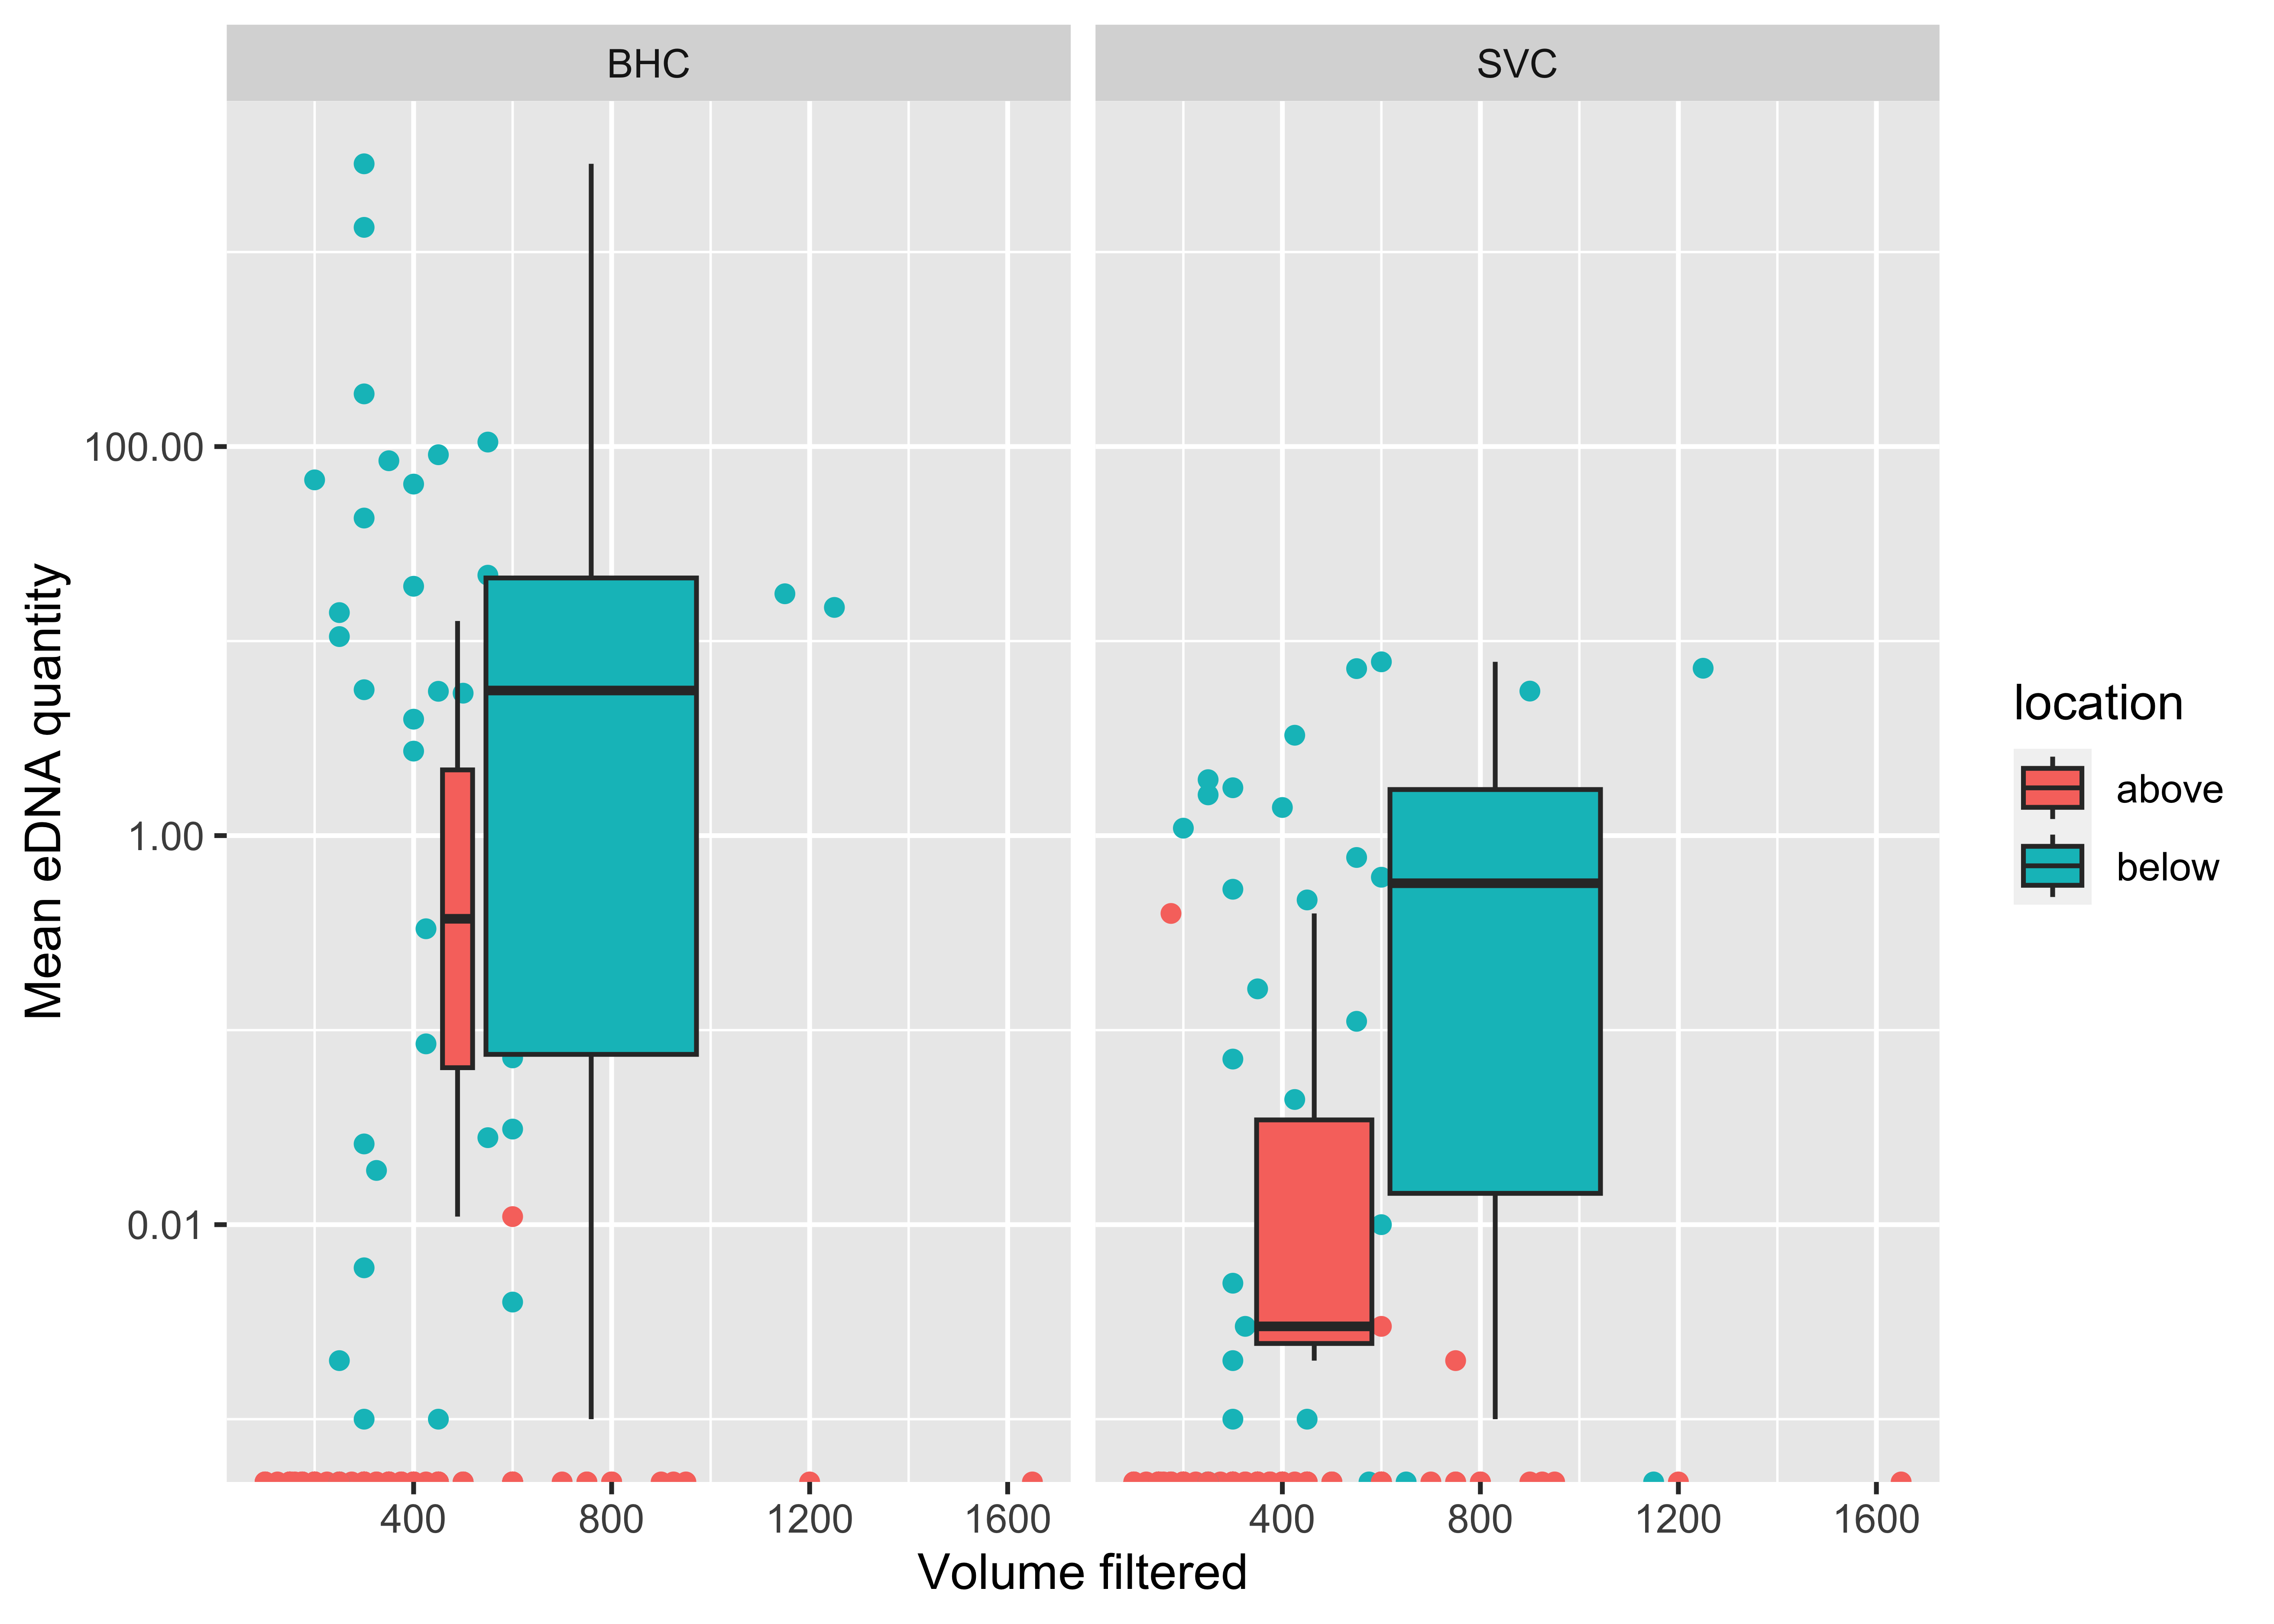 BHC
SVC
Mean eDNA quantity
100.00
1.00
0.01
400 800 1200 1600
400 800 1200 1600
Volume filtered
location
above
below